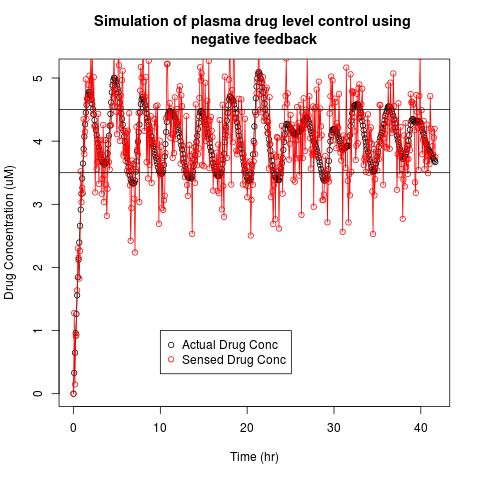 Simulation of plasma drug level control using
negative feedback
5
4
3
2
1
0
Drug Concentration (uM)
Actual Drug Conc
Sensed Drug Conc
0 10 20 30 40
Time (hr)